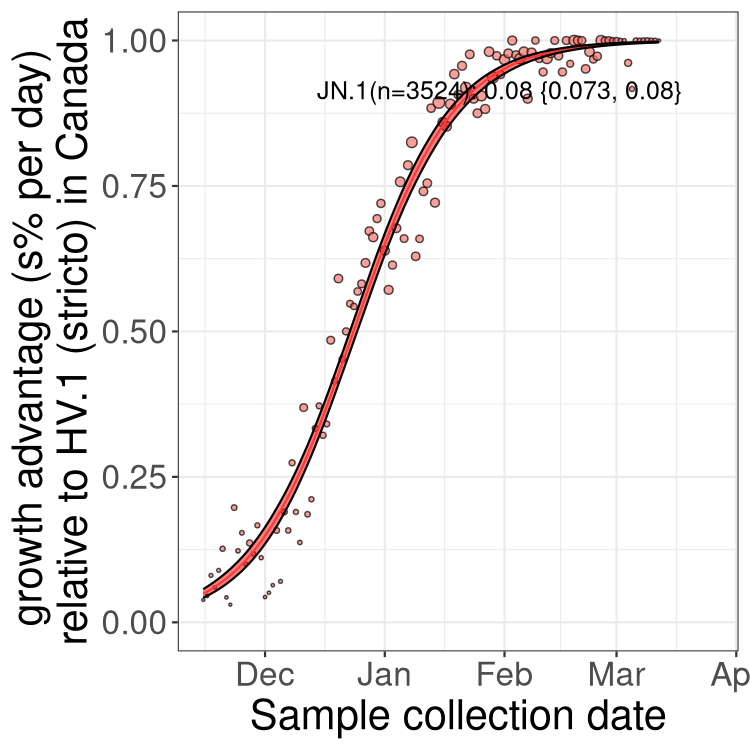 growth advantage (s% per day)
relative to HV.1 (stricto) in Canada
1.00
0.75
0.50
0.25
0.00
JN.1(n=3524): 0.08 {0.073, 0.08}
Dec Jan Feb Mar Ap
Sample collection date